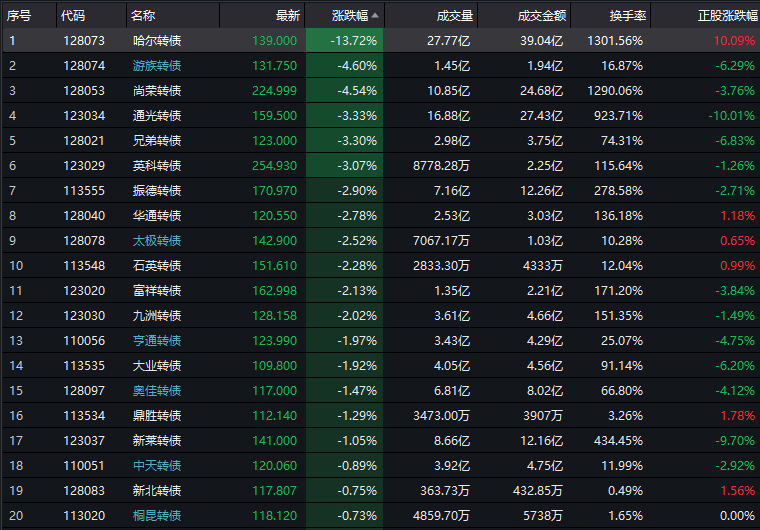 序号 代码 名称 最新 涨跌幅 成交量 成交金额 换手率 正股涨跌幅
1 128073 哈尔转债 139.000 -13.72% 27.77亿 39.04亿 1301.56% 10.09%
2 128074 游族转债 131.750 -4.60% 1.45亿 1.94亿 16.87% -6.29%
3 128053 尚荣转债 224.999 -4.54% 10.85亿 24.68亿 1290.06% -3.76%
4 123034 通光转债 159.500 -3.33% 16.88亿 27.43亿 923.71% -10.01%
5 128021 兄弟转债 123.000 -3.30% 2.98亿 3.75亿 74.31% -6.83%
6 123029 英科转债 254.930 -3.07% 8778.28万 2.25亿 115.64% -1.26%
7 113555 振德转债 170.970 -2.90% 7.16亿 12.26亿 278.58% -2.71%
8 128040 华通转债 120.550 -2.78% 2.53亿 3.03亿 136.18% 1.18%
9 128078 太极转债 142.900 -2.52% 7067.17万 1.03亿 10.28% 0.65%
10 113548 石英转债 151.610 -2.28% 2833.30万 4333万 12.04% 0.99%
11 123020 富祥转债 162.998 -2.13% 1.35亿 2.21亿 171.20% -3.84%
12 123030 九洲转债 128.158 -2.02% 3.61亿 4.66亿 151.35% -1.49%
13 110056 亨通转债 123.990 -1.97% 3.43亿 4.29亿 25.07% -4.75%
14 113535 大业转债 109.800 -1.92% 4.05亿 4.56亿 91.14% -6.20%
15 128097 奥佳转债 117.000 -1.47% 6.81亿 8.02亿 66.80% -4.12%
16 113534 鼎胜转债 112.140 -1.29% 3473.00万 3907万 3.26% 1.78%
17 123037 新莱转债 141.000 -1.05% 8.66亿 12.16亿 434.45% -9.70%
18 110051 中天转债 120.060 -0.89% 3.92亿 4.75亿 11.99% -2.92%
19 128083 新北转债 117.807 -0.75% 363.73万 432.85万 0.49% 1.56%
20 113020 桐昆转债 118.120 -0.73% 4859.70万 5738万 1.65% 0.00%